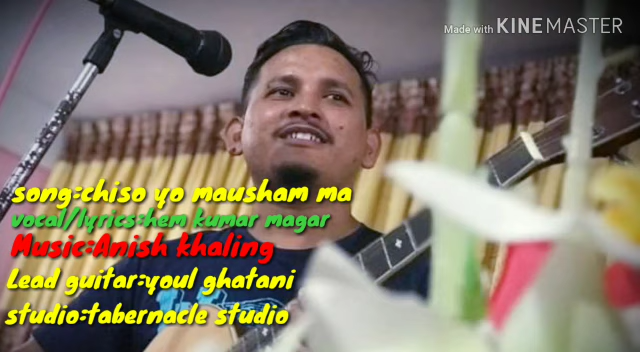 Made with KINEMASTER
song:chiso yo mausham ma
vocal/lyrics:hem kumar magar
Music:Anish khaling
Lead guitar:youl ghatani
studio:tabernacle studio